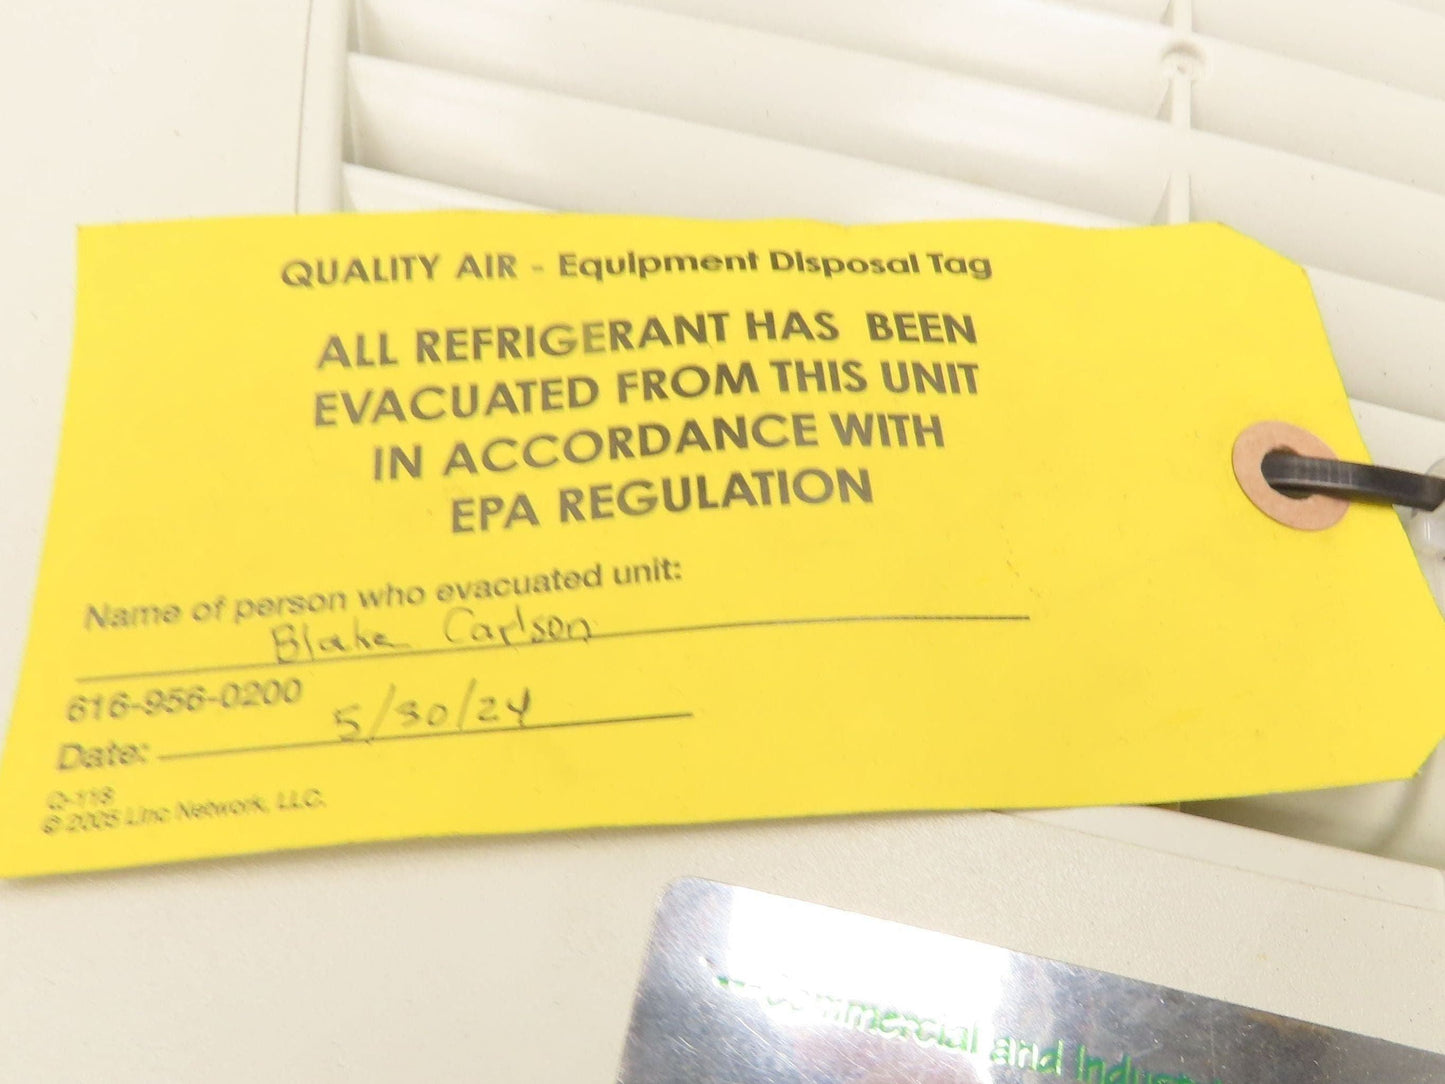 QUALITY AIR - Equipment Disposal Tag
ALL REFRIGERANT HAS BEEN
EVACUATED FROM THIS UNIT
IN ACCORDANCE WITH
EPA REGULATION
Name of person who evacuated unit:
Blake Carlson
616-956-0200
Date: 5/30/24
Q-118
© 2005 Linc Network, LLC.
Commercial and Indust